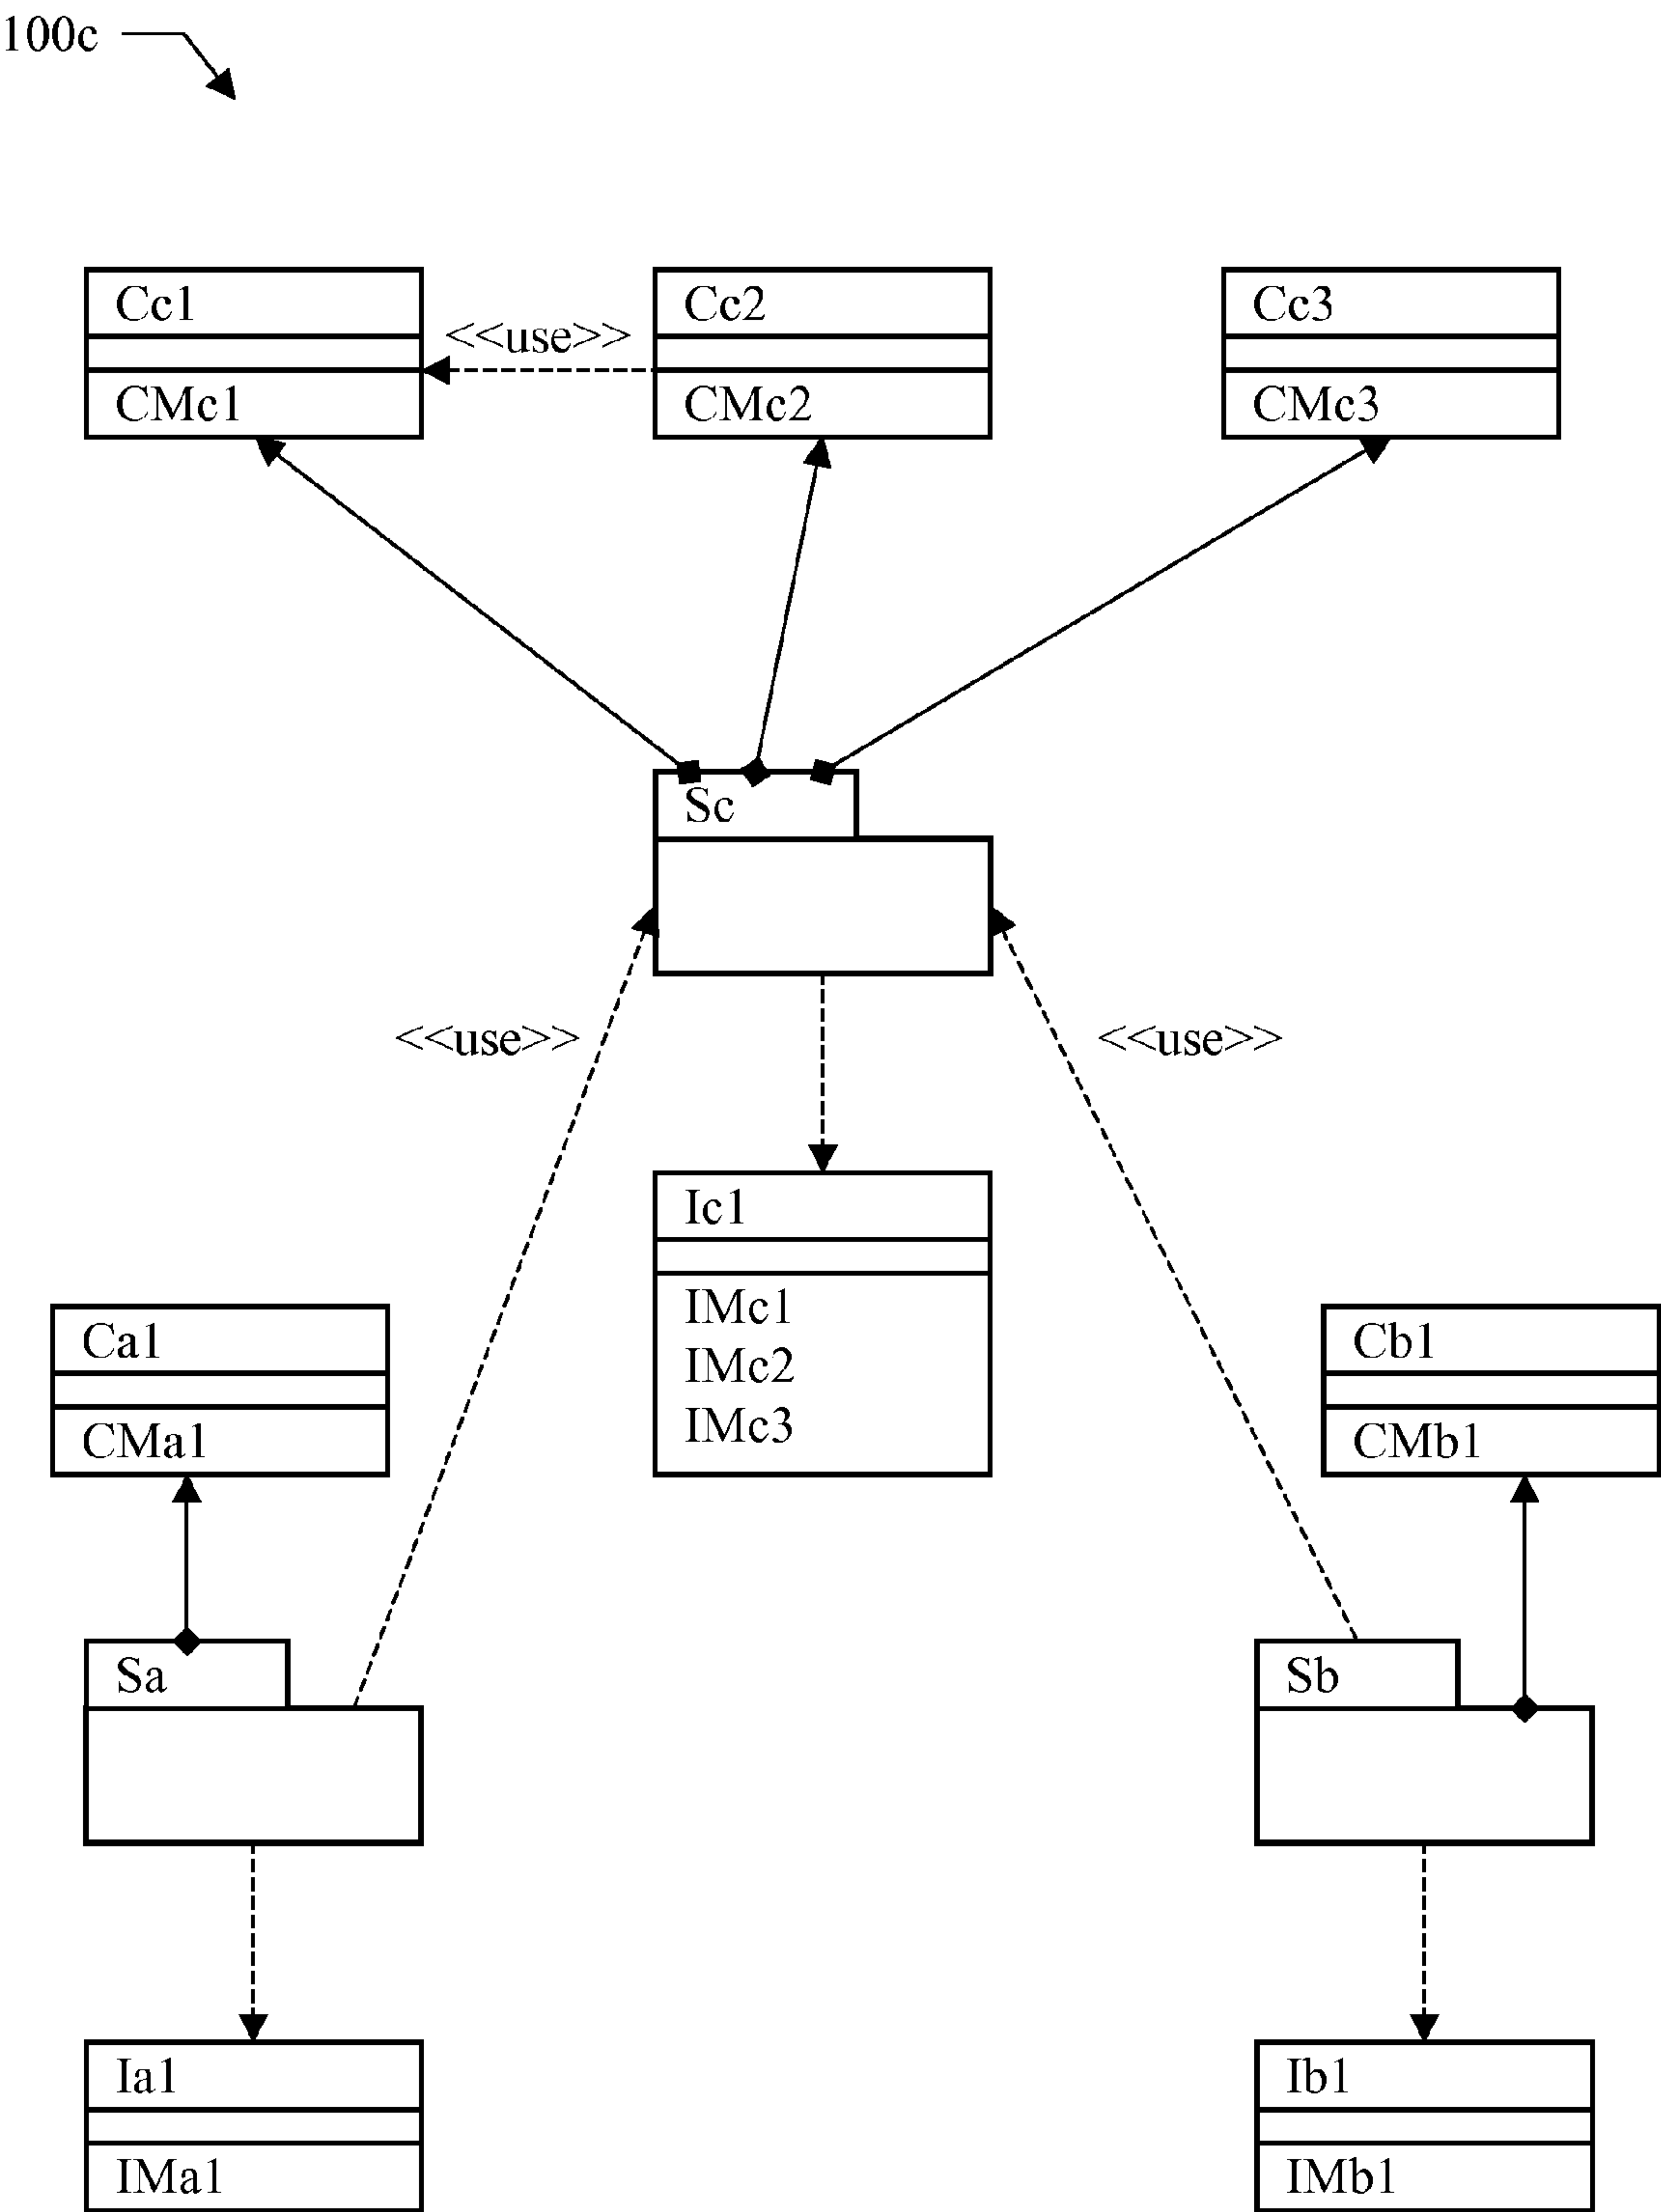 100c
Cc1
<<use>>
Cc2
Cc3
CMc1
CMc2
CMc3
Sc
<<use>>
<<use>>
Ic1
IMc1
IMc2
IMc3
Ca1
CMa1
Cb1
CMb1
Sa
Sb
Ia1
IMa1
Ib1
IMb1